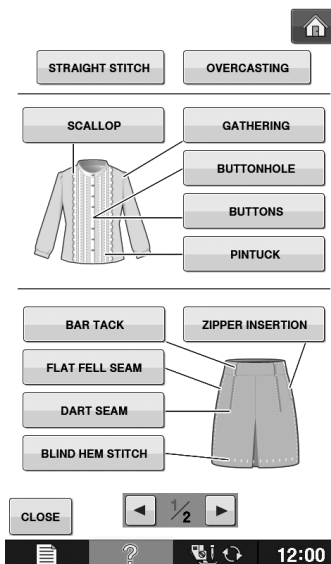 STRAIGHT STITCH
OVERCASTING
SCALLOP
GATHERING
BUTTONHOLE
BUTTONS
PINTUCK
BAR TACK
ZIPPER INSERTION
FLAT FELL SEAM
DART SEAM
BLIND HEM STITCH
CLOSE
1/2
?
12:00